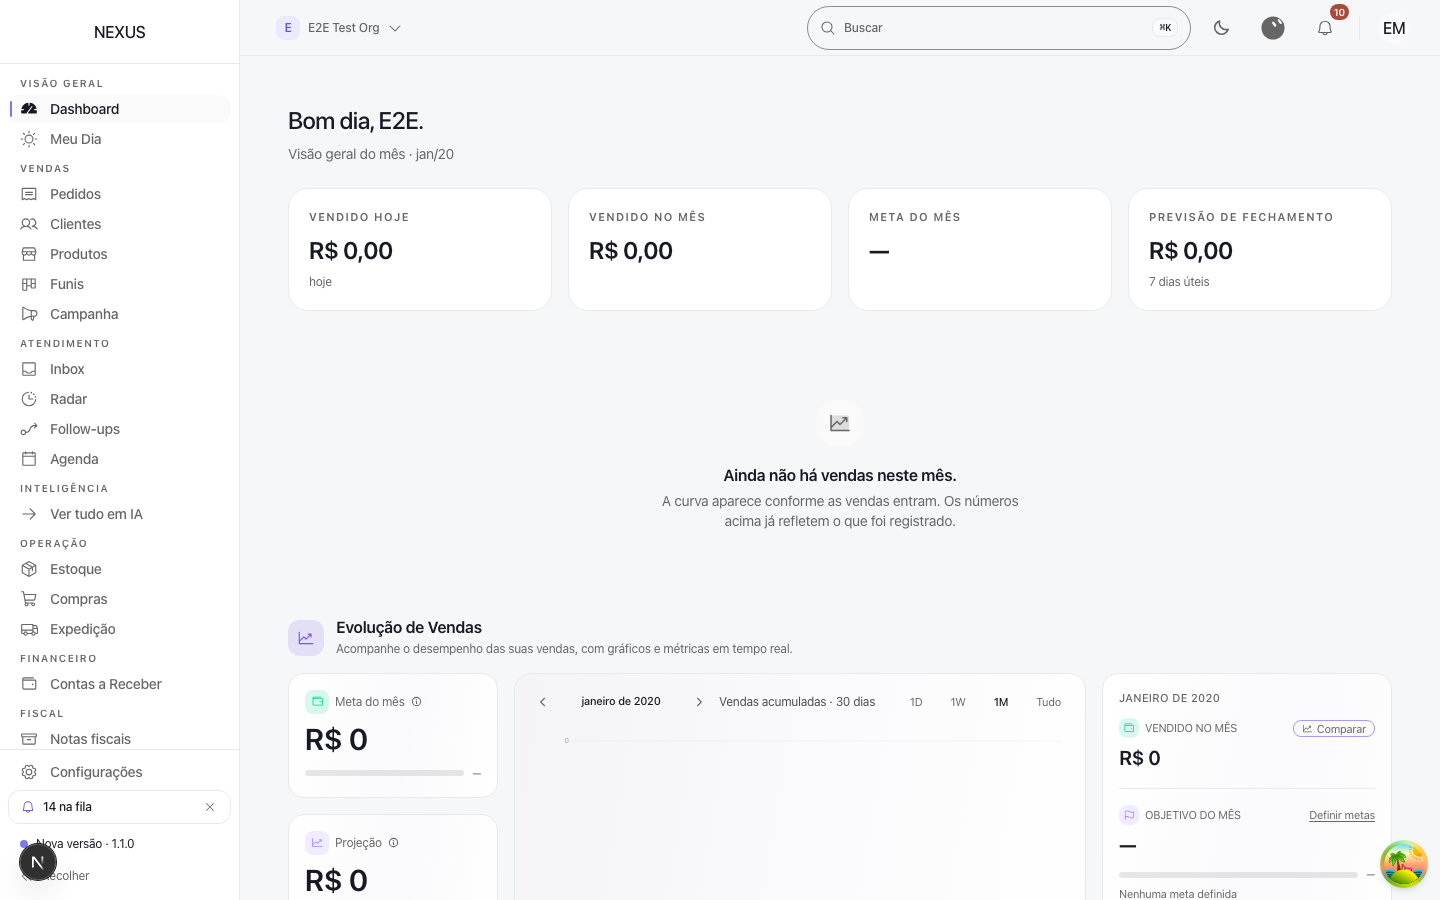 NEXUS
E
E2E Test Org
Buscar
⌘K
10
EM
VISÃO GERAL
Dashboard
Meu Dia
VENDAS
Pedidos
Clientes
Produtos
Funis
Campanha
ATENDIMENTO
Inbox
Radar
Follow-ups
Agenda
INTELIGÊNCIA
Ver tudo em IA
OPERAÇÃO
Estoque
Compras
Expedição
FINANCEIRO
Contas a Receber
FISCAL
Notas fiscais
Configurações
14 na fila
Nova versão · 1.1.0
N
Recolher
Bom dia, E2E.
Visão geral do mês · jan/20
VENDIDO HOJE
R$ 0,00
hoje
VENDIDO NO MÊS
R$ 0,00
META DO MÊS
—
PREVISÃO DE FECHAMENTO
R$ 0,00
7 dias úteis
Ainda não há vendas neste mês.
A curva aparece conforme as vendas entram. Os números
acima já refletem o que foi registrado.
Evolução de Vendas
Acompanhe o desempenho das suas vendas, com gráficos e métricas em tempo real.
Meta do mês
R$ 0
—
Projeção
R$ 0
janeiro de 2020
Vendas acumuladas · 30 dias
1D
1W
1M
Tudo
0
JANEIRO DE 2020
VENDIDO NO MÊS
Comparar
R$ 0
OBJETIVO DO MÊS
Definir metas
—
—
Nenhuma meta definida